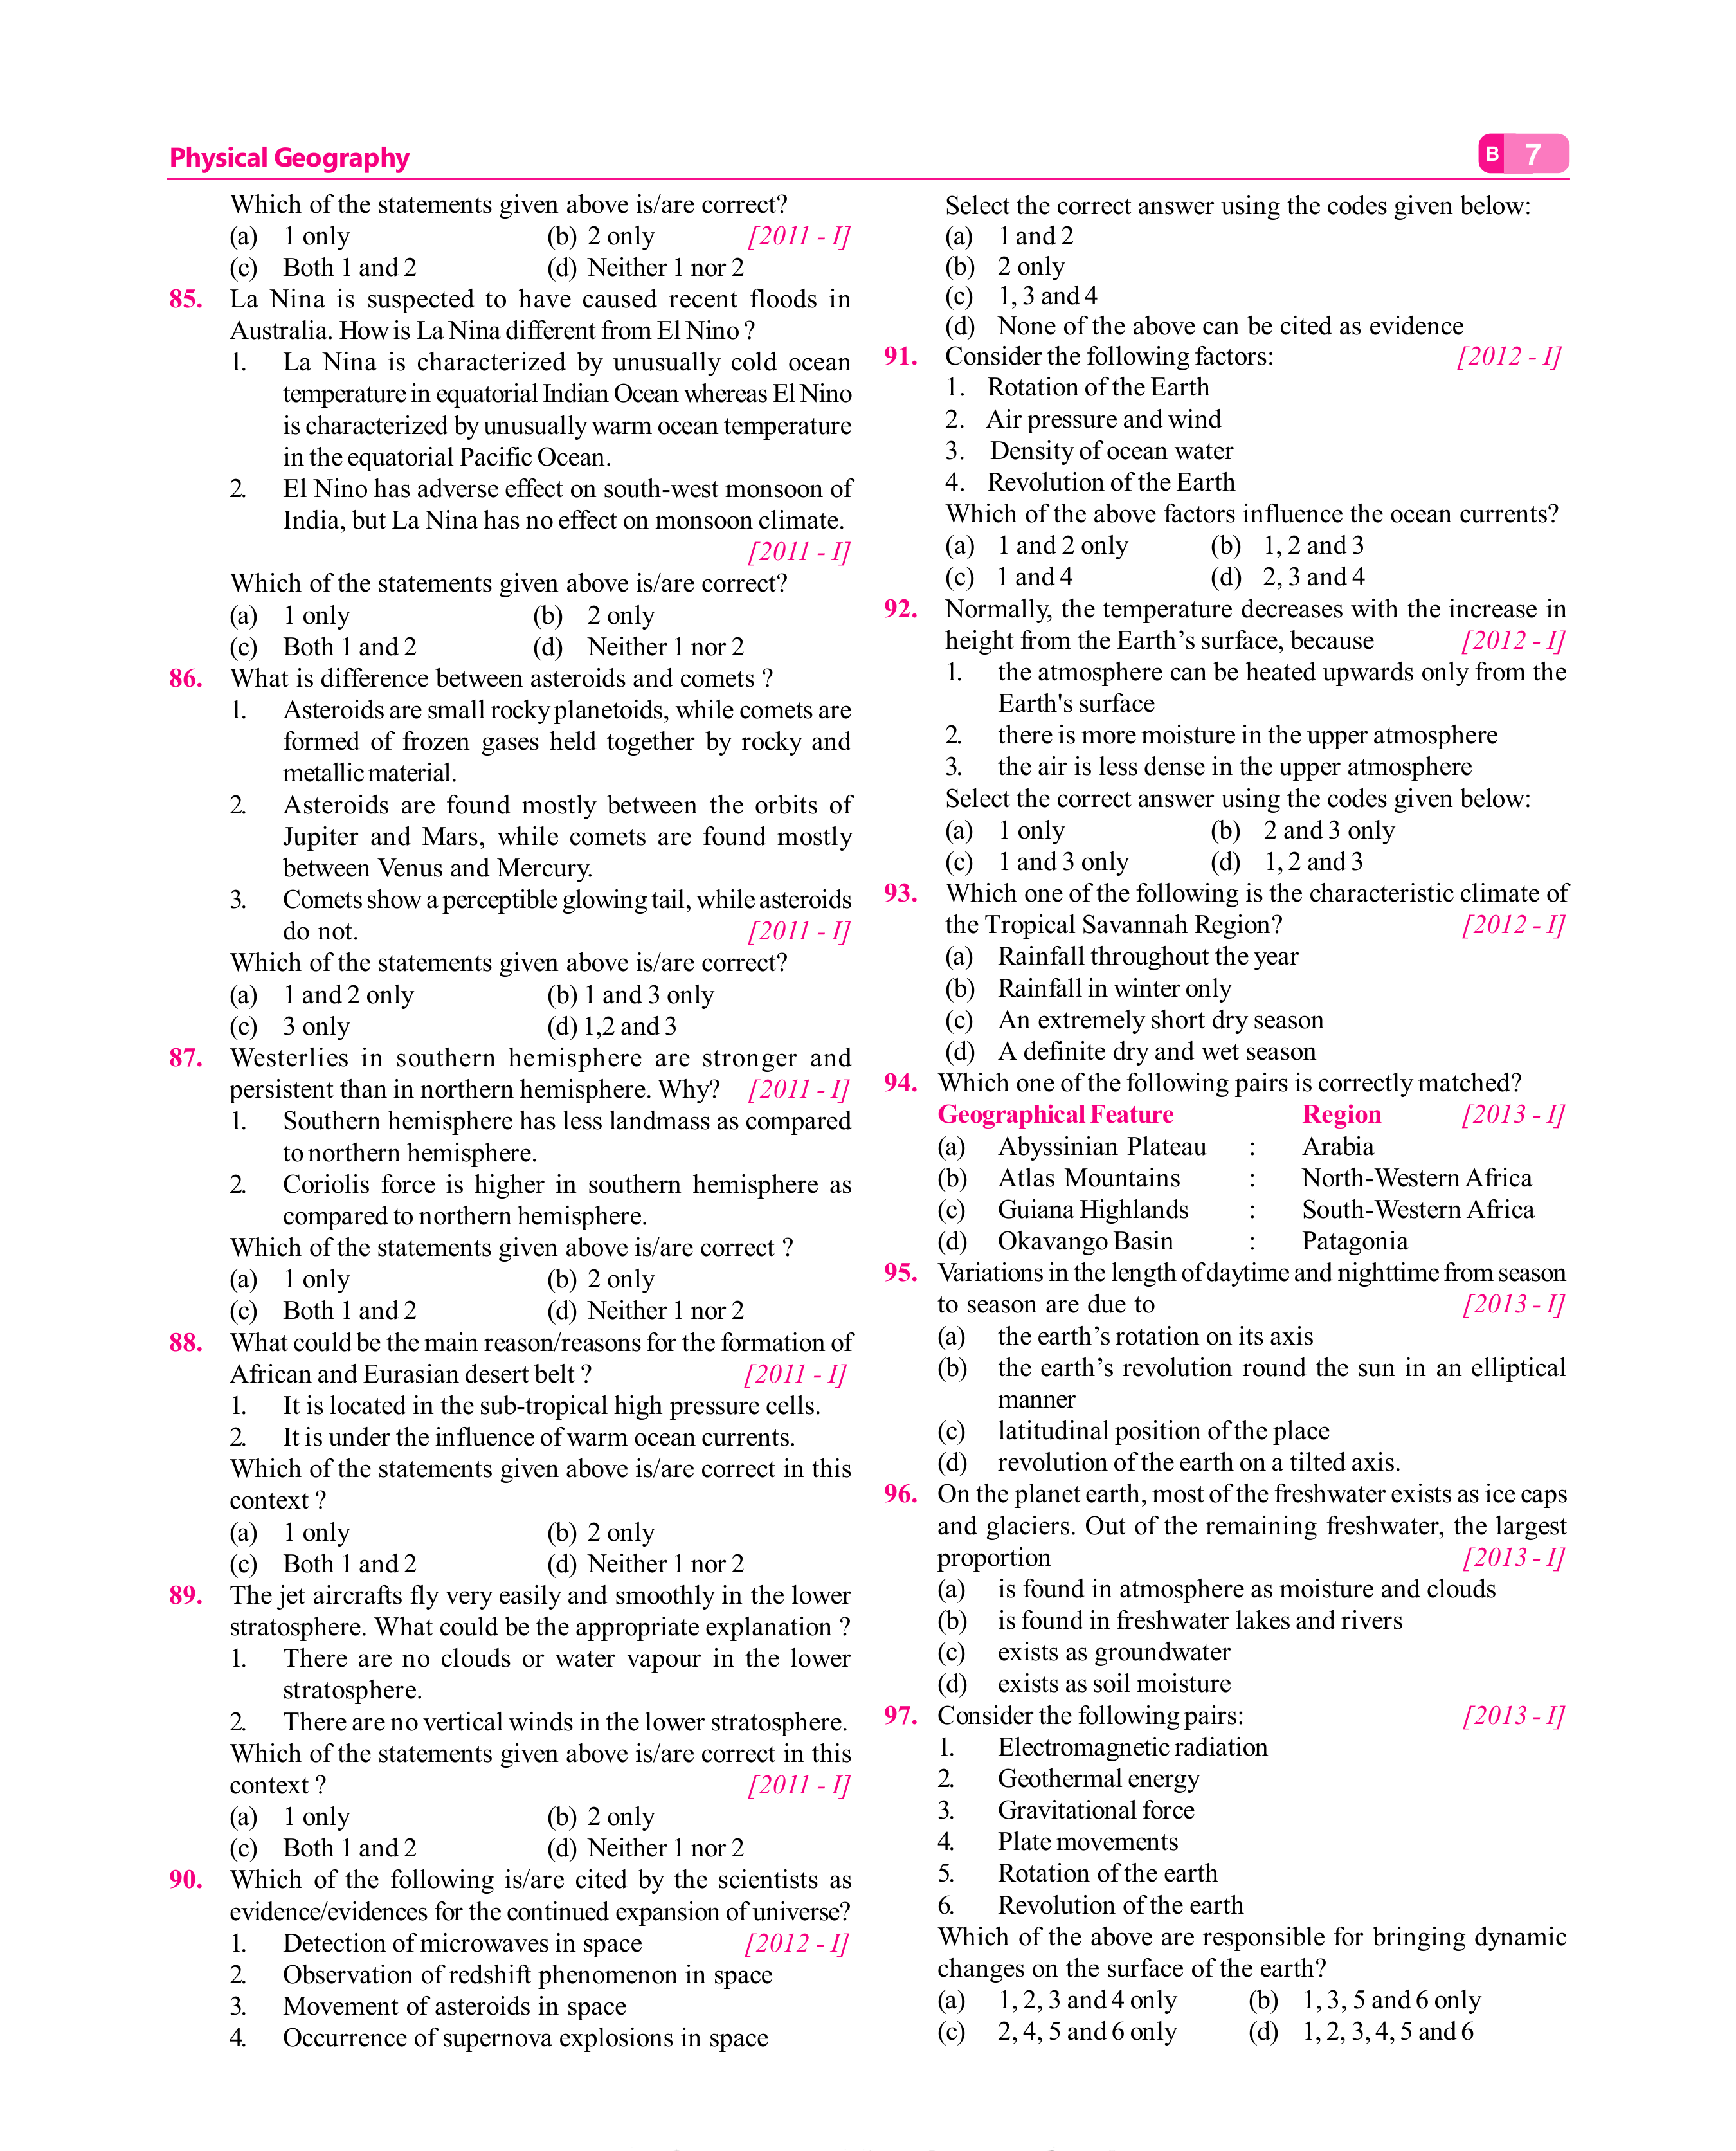 Physical Geography
B 7
Which of the statements given above is/are correct?
(a) 1 only (b) 2 only [2011 - I]
(c) Both 1 and 2 (d) Neither 1 nor 2
85. La Nina is suspected to have caused recent floods in
Australia. How is La Nina different from El Nino ?
1. La Nina is characterized by unusually cold ocean
temperature in equatorial Indian Ocean whereas El Nino
is characterized by unusually warm ocean temperature
in the equatorial Pacific Ocean.
2. El Nino has adverse effect on south-west monsoon of
India, but La Nina has no effect on monsoon climate.
[2011 - I]
Which of the statements given above is/are correct?
(a) 1 only (b) 2 only
(c) Both 1 and 2 (d) Neither 1 nor 2
86. What is difference between asteroids and comets ?
1. Asteroids are small rocky planetoids, while comets are
formed of frozen gases held together by rocky and
metallic material.
2. Asteroids are found mostly between the orbits of
Jupiter and Mars, while comets are found mostly
between Venus and Mercury.
3. Comets show a perceptible glowing tail, while asteroids
do not. [2011 - I]
Which of the statements given above is/are correct?
(a) 1 and 2 only (b) 1 and 3 only
(c) 3 only (d) 1,2 and 3
87. Westerlies in southern hemisphere are stronger and
persistent than in northern hemisphere. Why? [2011 - I]
1. Southern hemisphere has less landmass as compared
to northern hemisphere.
2. Coriolis force is higher in southern hemisphere as
compared to northern hemisphere.
Which of the statements given above is/are correct ?
(a) 1 only (b) 2 only
(c) Both 1 and 2 (d) Neither 1 nor 2
88. What could be the main reason/reasons for the formation of
African and Eurasian desert belt ? [2011 - I]
1. It is located in the sub-tropical high pressure cells.
2. It is under the influence of warm ocean currents.
Which of the statements given above is/are correct in this
context ?
(a) 1 only (b) 2 only
(c) Both 1 and 2 (d) Neither 1 nor 2
89. The jet aircrafts fly very easily and smoothly in the lower
stratosphere. What could be the appropriate explanation ?
1. There are no clouds or water vapour in the lower
stratosphere.
2. There are no vertical winds in the lower stratosphere.
Which of the statements given above is/are correct in this
context ? [2011 - I]
(a) 1 only (b) 2 only
(c) Both 1 and 2 (d) Neither 1 nor 2
90. Which of the following is/are cited by the scientists as
evidence/evidences for the continued expansion of universe?
1. Detection of microwaves in space [2012 - I]
2. Observation of redshift phenomenon in space
3. Movement of asteroids in space
4. Occurrence of supernova explosions in space
Select the correct answer using the codes given below:
(a) 1 and 2
(b) 2 only
(c) 1, 3 and 4
(d) None of the above can be cited as evidence
91. Consider the following factors: [2012 - I]
1. Rotation of the Earth
2. Air pressure and wind
3. Density of ocean water
4. Revolution of the Earth
Which of the above factors influence the ocean currents?
(a) 1 and 2 only (b) 1, 2 and 3
(c) 1 and 4 (d) 2, 3 and 4
92. Normally, the temperature decreases with the increase in
height from the Earth’s surface, because [2012 - I]
1. the atmosphere can be heated upwards only from the
Earth's surface
2. there is more moisture in the upper atmosphere
3. the air is less dense in the upper atmosphere
Select the correct answer using the codes given below:
(a) 1 only (b) 2 and 3 only
(c) 1 and 3 only (d) 1, 2 and 3
93. Which one of the following is the characteristic climate of
the Tropical Savannah Region? [2012 - I]
(a) Rainfall throughout the year
(b) Rainfall in winter only
(c) An extremely short dry season
(d) A definite dry and wet season
94. Which one of the following pairs is correctly matched?
Geographical Feature Region [2013 - I]
(a) Abyssinian Plateau : Arabia
(b) Atlas Mountains : North-Western Africa
(c) Guiana Highlands : South-Western Africa
(d) Okavango Basin : Patagonia
95. Variations in the length of daytime and nighttime from season
to season are due to [2013 - I]
(a) the earth’s rotation on its axis
(b) the earth’s revolution round the sun in an elliptical
manner
(c) latitudinal position of the place
(d) revolution of the earth on a tilted axis.
96. On the planet earth, most of the freshwater exists as ice caps
and glaciers. Out of the remaining freshwater, the largest
proportion [2013 - I]
(a) is found in atmosphere as moisture and clouds
(b) is found in freshwater lakes and rivers
(c) exists as groundwater
(d) exists as soil moisture
97. Consider the following pairs: [2013 - I]
1. Electromagnetic radiation
2. Geothermal energy
3. Gravitational force
4. Plate movements
5. Rotation of the earth
6. Revolution of the earth
Which of the above are responsible for bringing dynamic
changes on the surface of the earth?
(a) 1, 2, 3 and 4 only (b) 1, 3, 5 and 6 only
(c) 2, 4, 5 and 6 only (d) 1, 2, 3, 4, 5 and 6